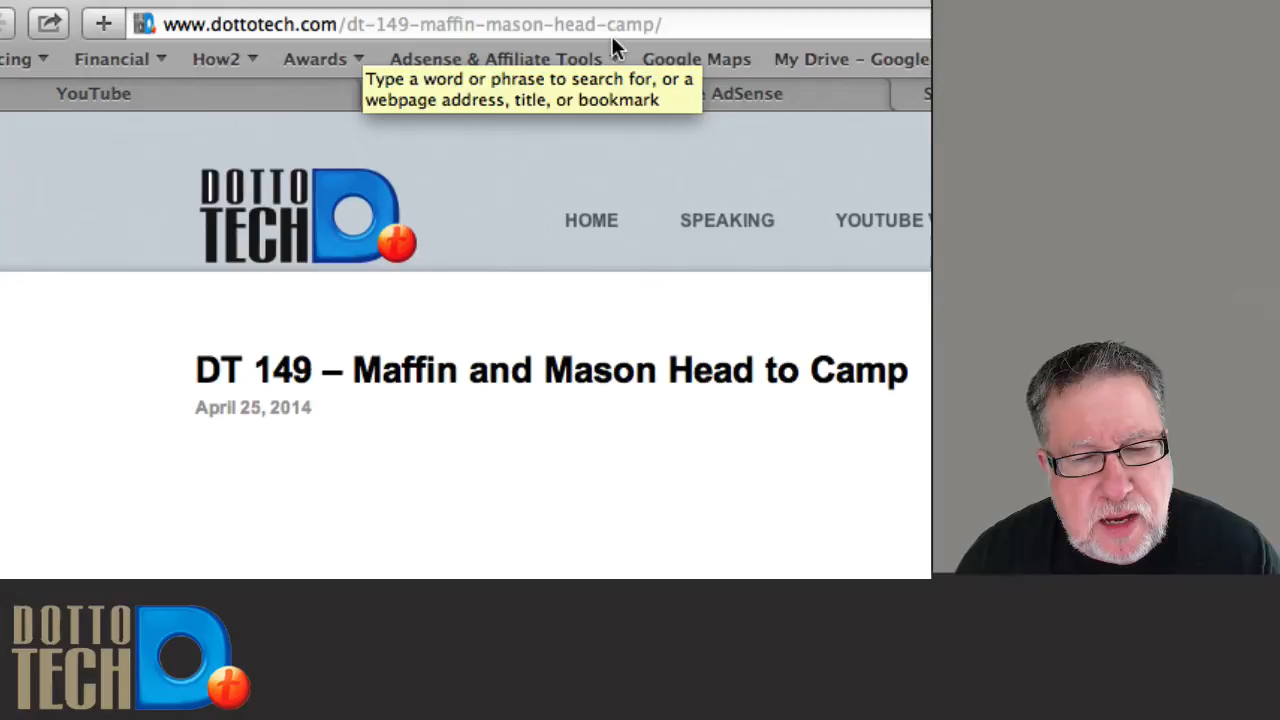 www.dottotech.com/dt-149-maffin-mason-head-camp/
Financial How2 Awards Adsense & Affiliate Tools Google Maps My Drive – Google
Type a word or phrase to search for, or a
webpage address, title, or bookmark
YouTube AdSense
DOTTO
TECH
HOME SPEAKING YOUTUBE
DT 149 – Maffin and Mason Head to Camp
April 25, 2014
DOTTO
TECH